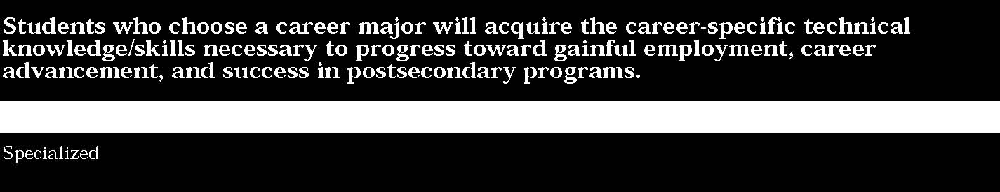 Students who choose a career major will acquire the career-specific technical
knowledge/skills necessary to progress toward gainful employment, career
advancement, and success in postsecondary programs.
Specialized